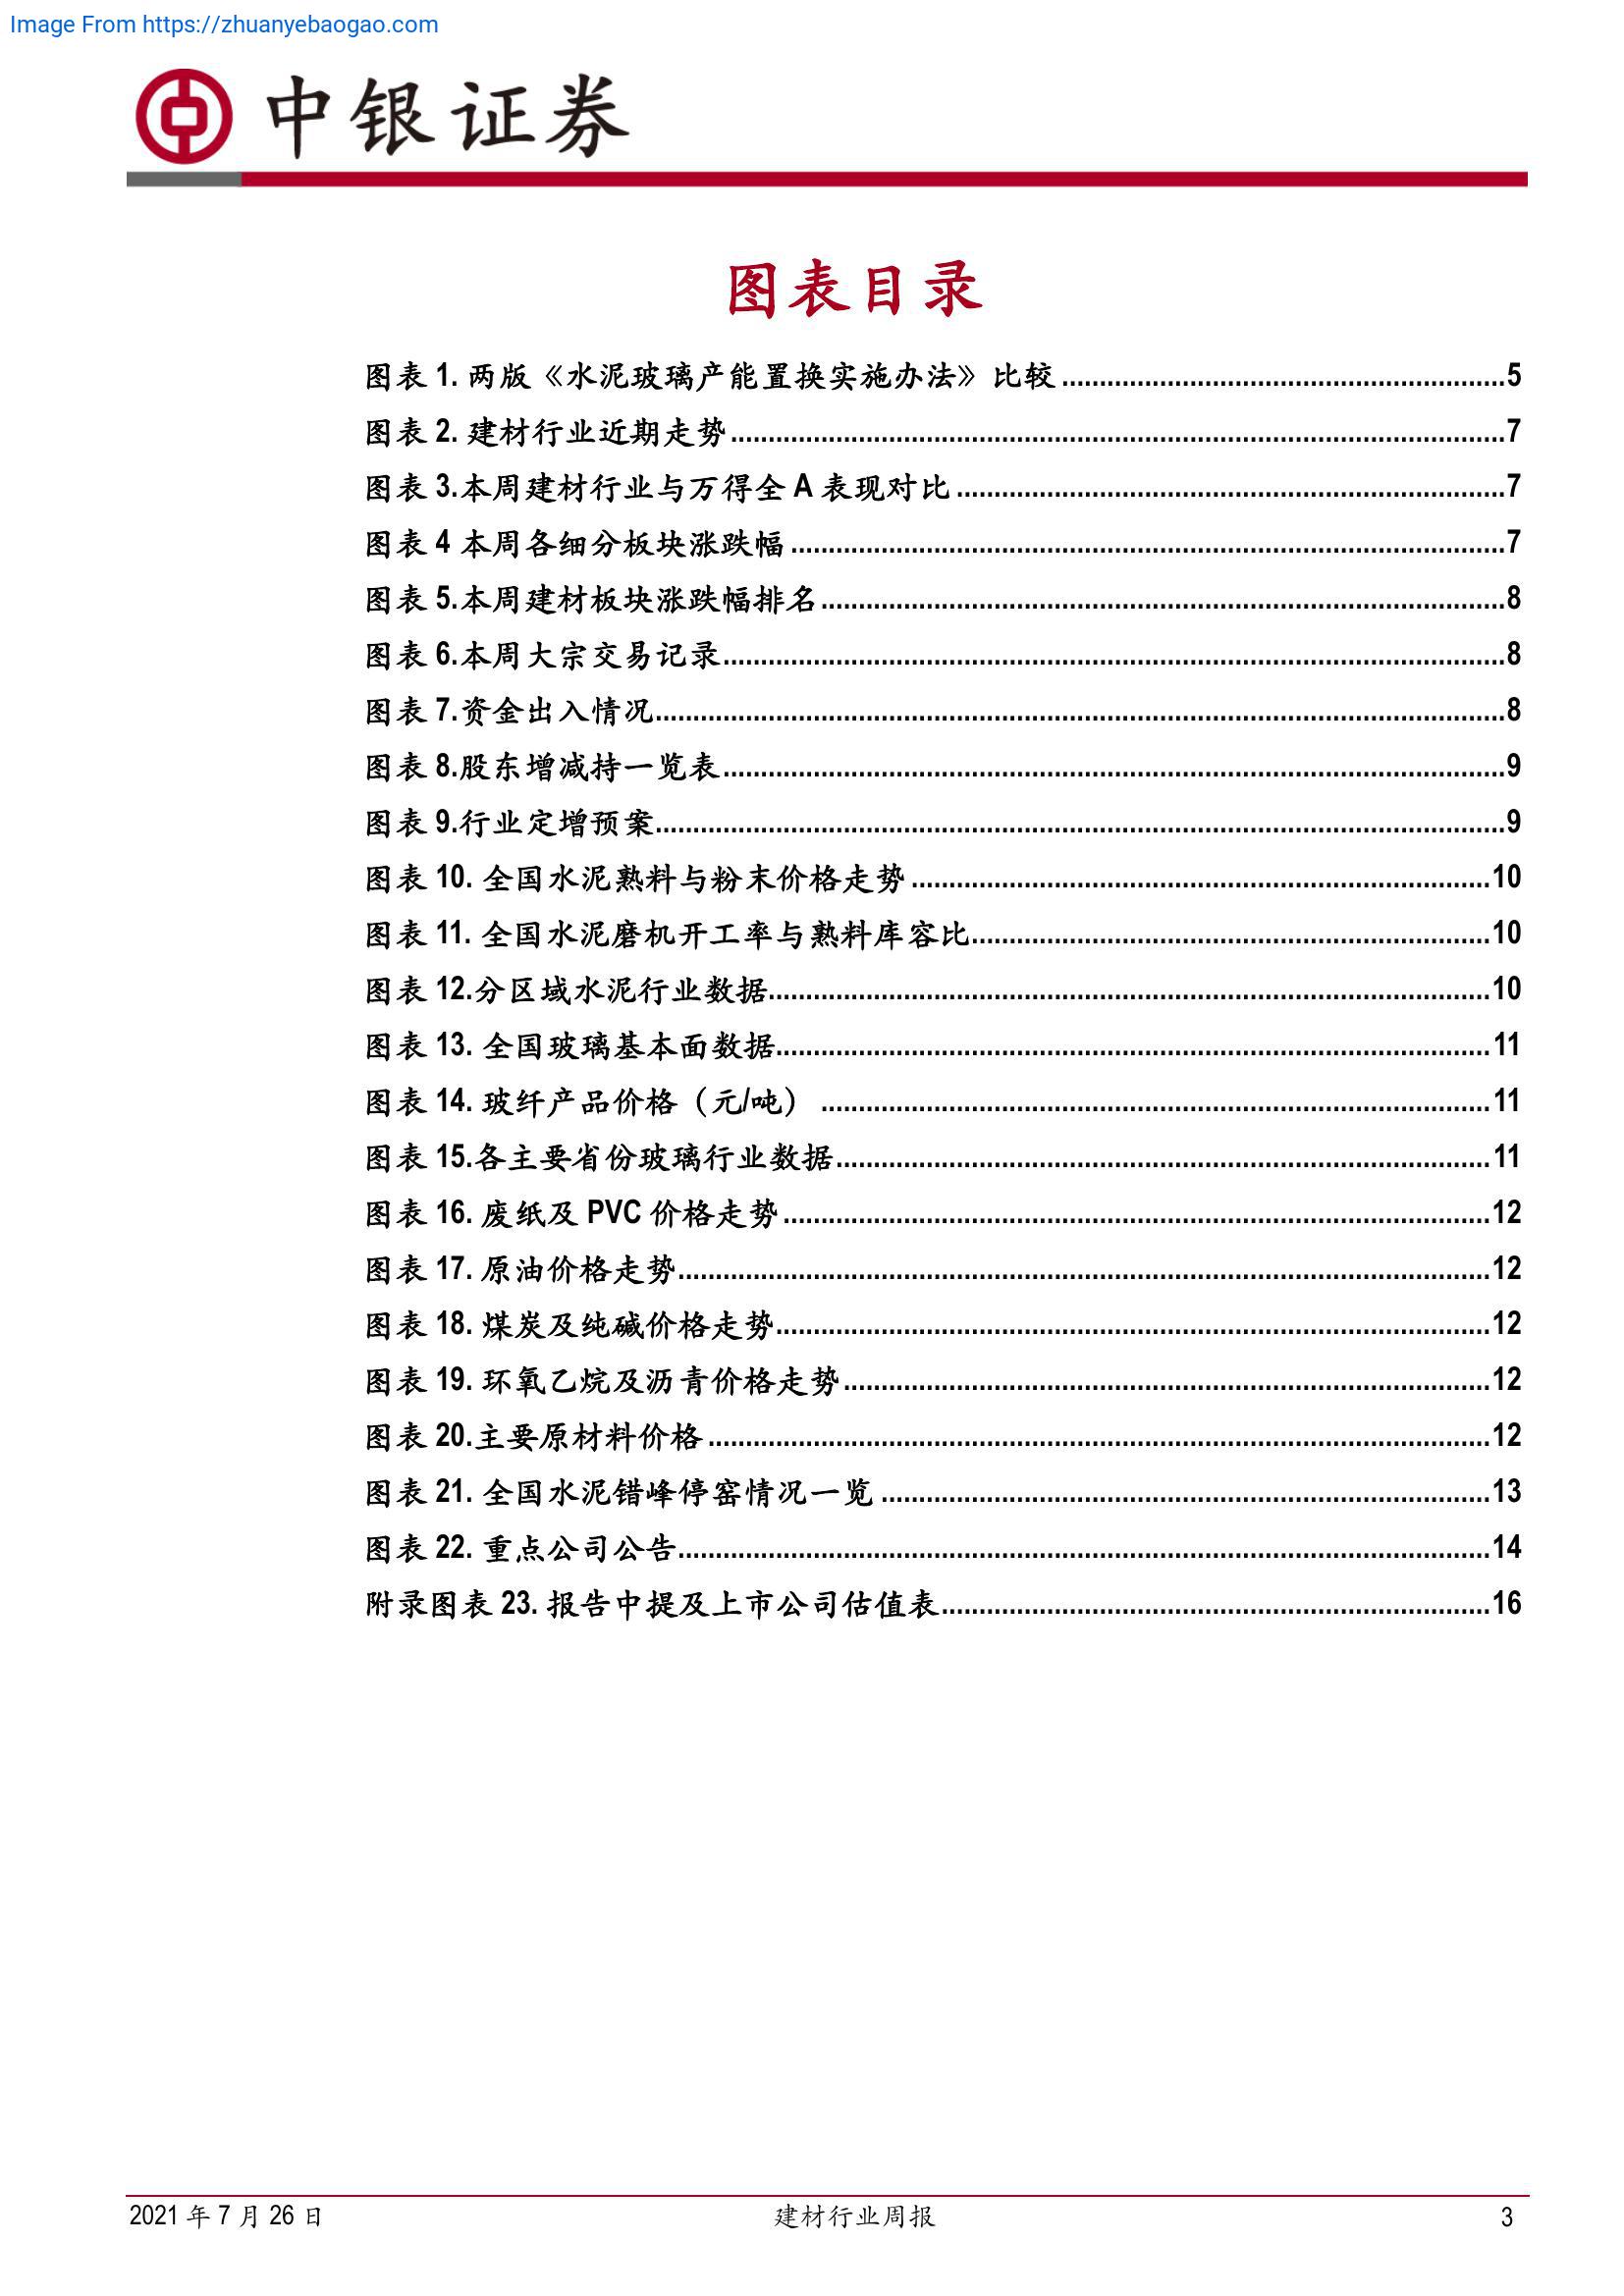 Image From https://zhuanyebaogao.com
中银证券
图表目录
图表 1. 两版《水泥玻璃产能置换实施办法》比较 ............................................................5
图表 2. 建材行业近期走势............................................................7
图表 3.本周建材行业与万得全 A 表现对比 ............................................................7
图表 4 本周各细分板块涨跌幅 ............................................................7
图表 5.本周建材板块涨跌幅排名............................................................8
图表 6.本周大宗交易记录............................................................8
图表 7.资金出入情况............................................................8
图表 8.股东增减持一览表............................................................9
图表 9.行业定增预案............................................................9
图表 10. 全国水泥熟料与粉末价格走势 ............................................................10
图表 11. 全国水泥磨机开工率与熟料库容比............................................................10
图表 12.分区域水泥行业数据............................................................10
图表 13. 全国玻璃基本面数据............................................................11
图表 14. 玻纤产品价格（元/吨） ............................................................11
图表 15.各主要省份玻璃行业数据............................................................11
图表 16. 废纸及 PVC 价格走势 ............................................................12
图表 17. 原油价格走势............................................................12
图表 18. 煤炭及纯碱价格走势............................................................12
图表 19. 环氧乙烷及沥青价格走势............................................................12
图表 20.主要原材料价格 ............................................................12
图表 21. 全国水泥错峰停窑情况一览 ............................................................13
图表 22. 重点公司公告............................................................14
附录图表 23. 报告中提及上市公司估值表............................................................16
2021 年 7 月 26 日
建材行业周报
3